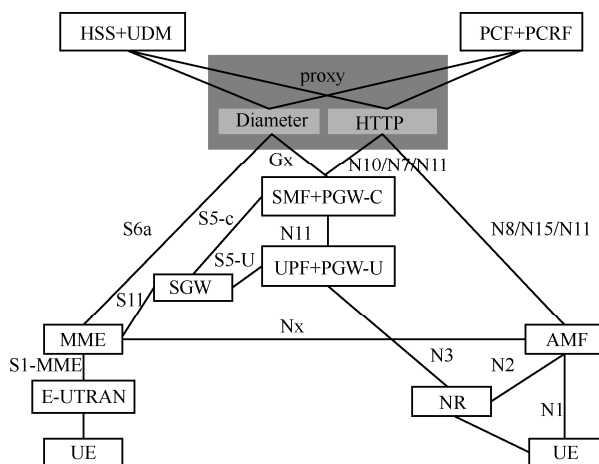 HSS+UDM
PCF+PCRF
proxy
Diameter
HTTP
Gx
N10/N7/N11
SMF+PGW-C
S6a
S5-c
N11
N8/N15/N11
S5-U
UPF+PGW-U
SGW
S11
Nx
MME
AMF
S1-MME
N3
N2
E-UTRAN
NR
N1
UE
UE